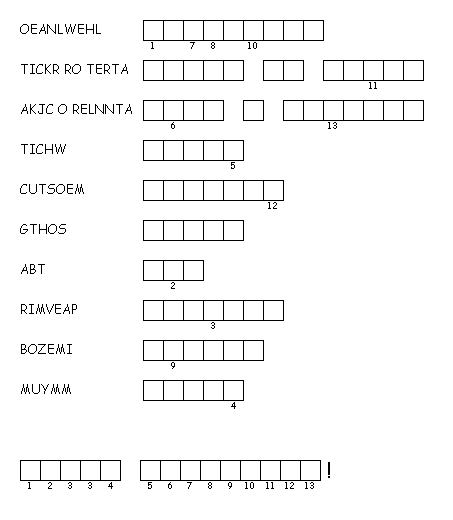 OEANLWEHL
1 7 8 10
TICKR RO TERTA
11
AKJC O RELNNTA
6 13
TICHW
5
CUTSOEM
12
GTHOS
ABT
2
RIMVEAP
3
BOZEMI
9
MUYMM
4
!
1 2 3 3 4 5 6 7 8 9 10 11 12 13